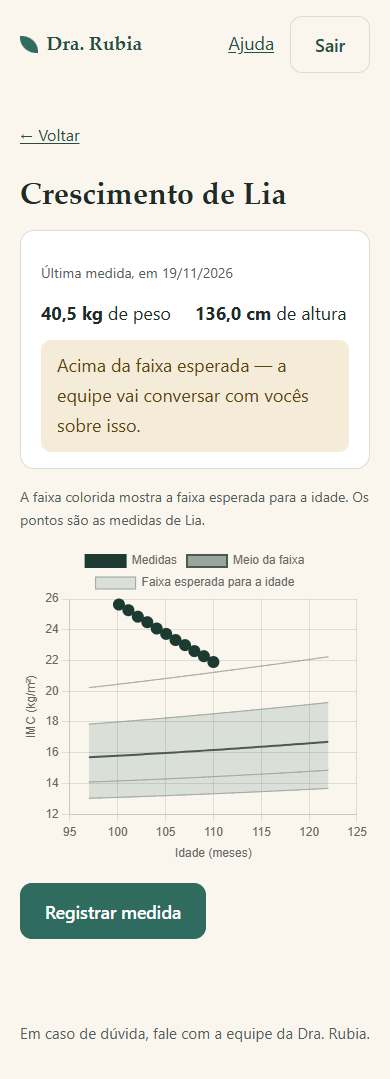 Dra. Rubia
Ajuda
Sair
← Voltar
Crescimento de Lia
Última medida, em 19/11/2026
40,5 kg de peso
136,0 cm de altura
Acima da faixa esperada — a
equipe vai conversar com vocês
sobre isso.
A faixa colorida mostra a faixa esperada para a idade. Os
pontos são as medidas de Lia.
Medidas
Meio da faixa
Faixa esperada para a idade
26
24
22
20
18
16
14
12
IMC (kg/m²)
95
100
105
110
115
120
125
Idade (meses)
Registrar medida
Em caso de dúvida, fale com a equipe da Dra. Rubia.